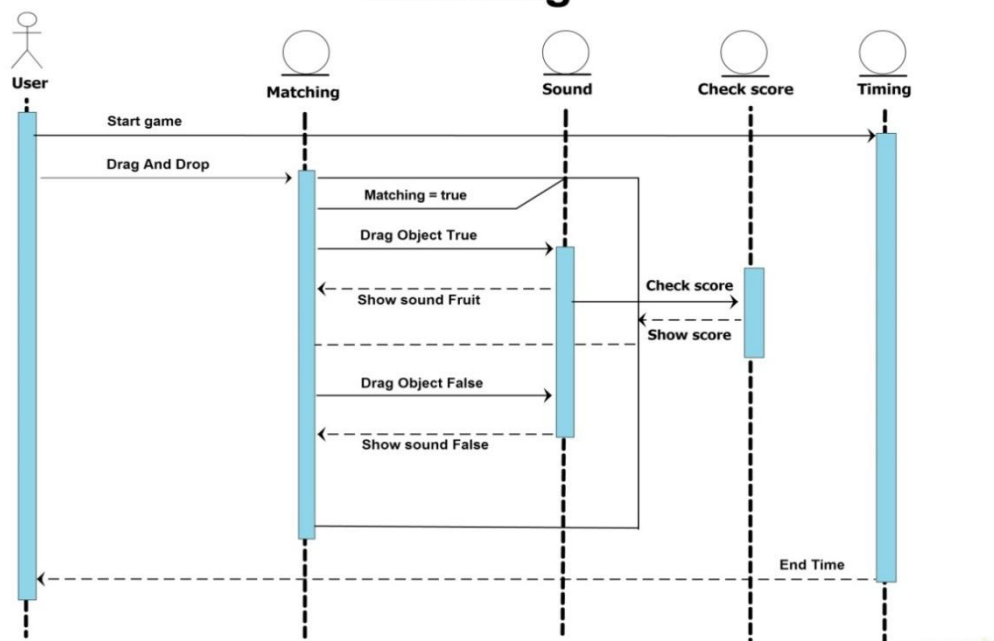 User
Matching
Sound
Check score
Timing
Start game
Drag And Drop
Matching = true
Drag Object True
Check score
Show sound Fruit
Show score
Drag Object False
Show sound False
End Time